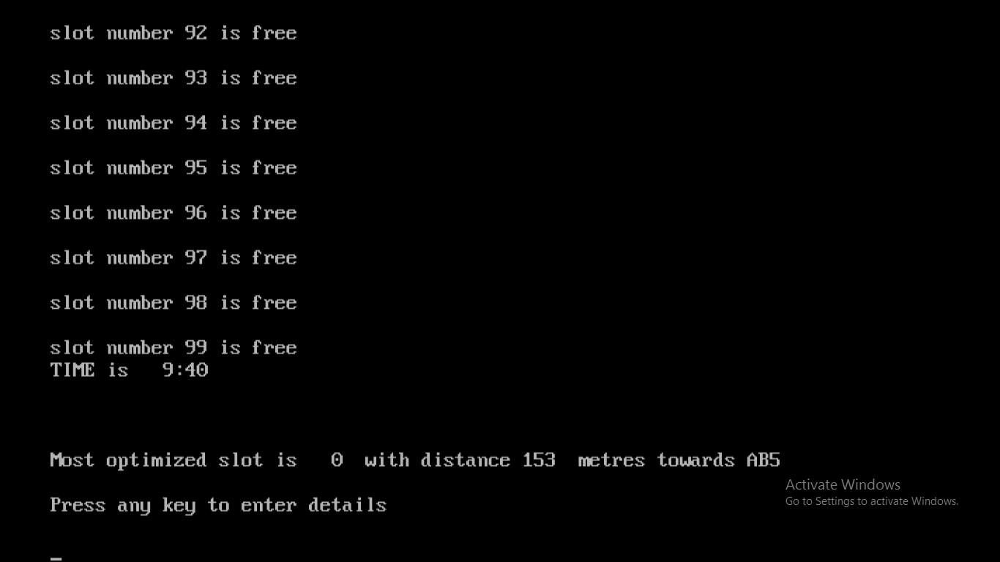 slot number 92 is free
slot number 93 is free
slot number 94 is free
slot number 95 is free
slot number 96 is free
slot number 97 is free
slot number 98 is free
slot number 99 is free
TIME is   9:40
Most optimized slot is   0  with distance 153  metres towards AB5
Activate Windows
Go to Settings to activate Windows.
Press any key to enter details